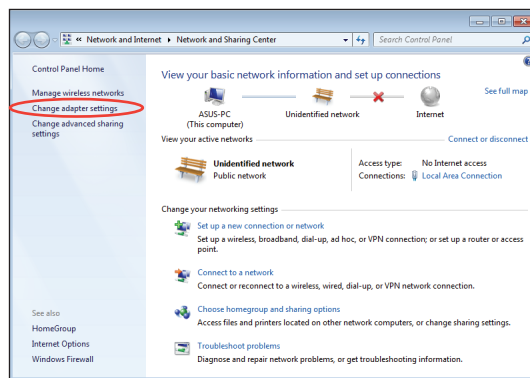 « Network and Internet ▸ Network and Sharing Center
Search Control Panel
Control Panel Home
Manage wireless networks
Change adapter settings
Change advanced sharing
settings
See also
HomeGroup
Internet Options
Windows Firewall
View your basic network information and set up connections
See full map
ASUS-PC
(This computer)
Unidentified network
Internet
View your active networks
Connect or disconnect
Unidentified network
Public network
Access type: No Internet access
Connections: Local Area Connection
Change your networking settings
Set up a new connection or network
Set up a wireless, broadband, dial-up, ad hoc, or VPN connection; or set up a router or access
point.
Connect to a network
Connect or reconnect to a wireless, wired, dial-up, or VPN network connection.
Choose homegroup and sharing options
Access files and printers located on other network computers, or change sharing settings.
Troubleshoot problems
Diagnose and repair network problems, or get troubleshooting information.